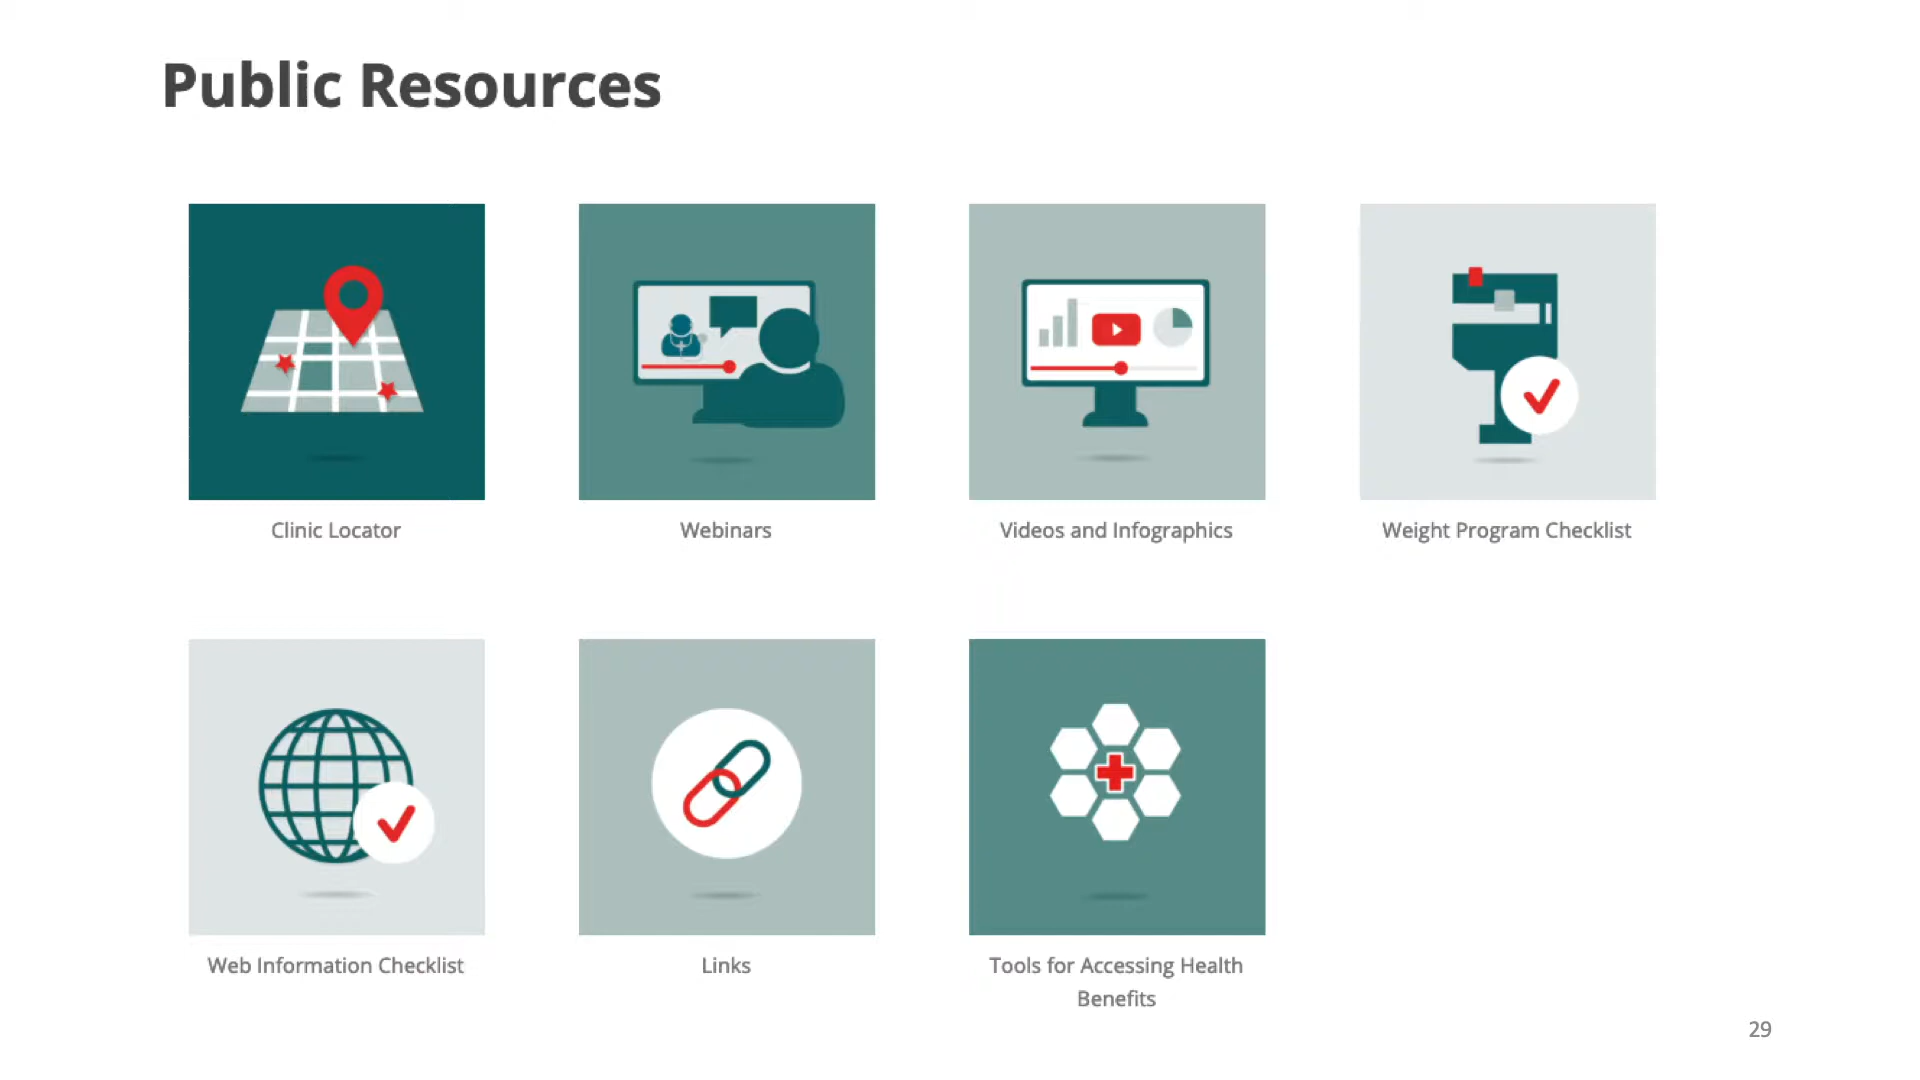 Public Resources
Clinic Locator
Webinars
Videos and Infographics
Weight Program Checklist
Web Information Checklist
Links
Tools for Accessing Health
Benefits
29